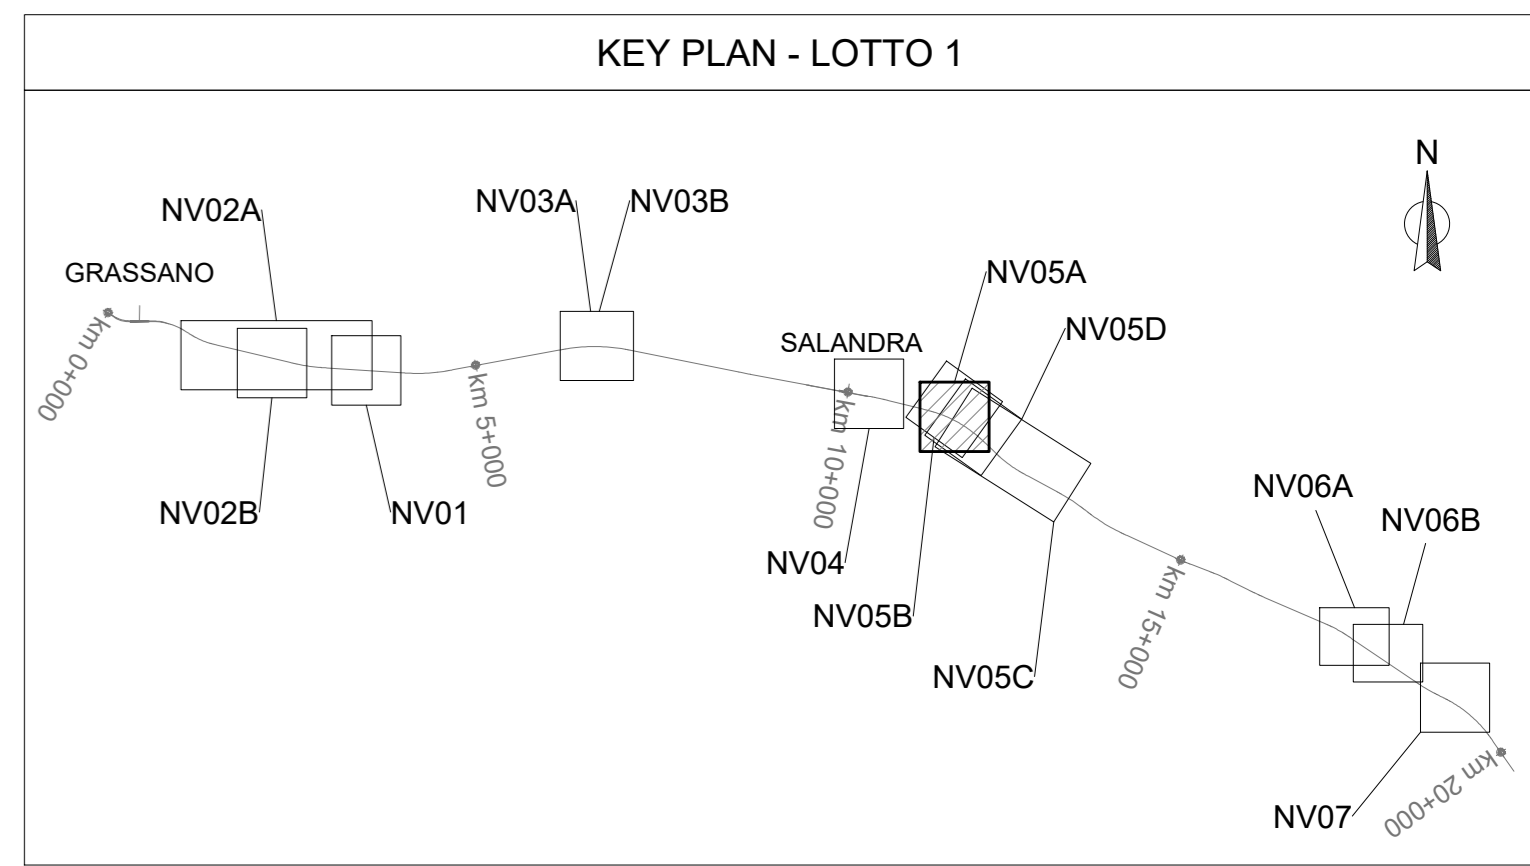 KEY PLAN - LOTTO 1
N
NV02A
NV03A
NV03B
GRASSANO
NV05A
NV05D
SALANDRA
km 0+000
km 5+000
km 10+000
NV02B
NV01
NV04
NV05B
NV05C
km 15+000
NV06A
NV06B
km 20+000
NV07